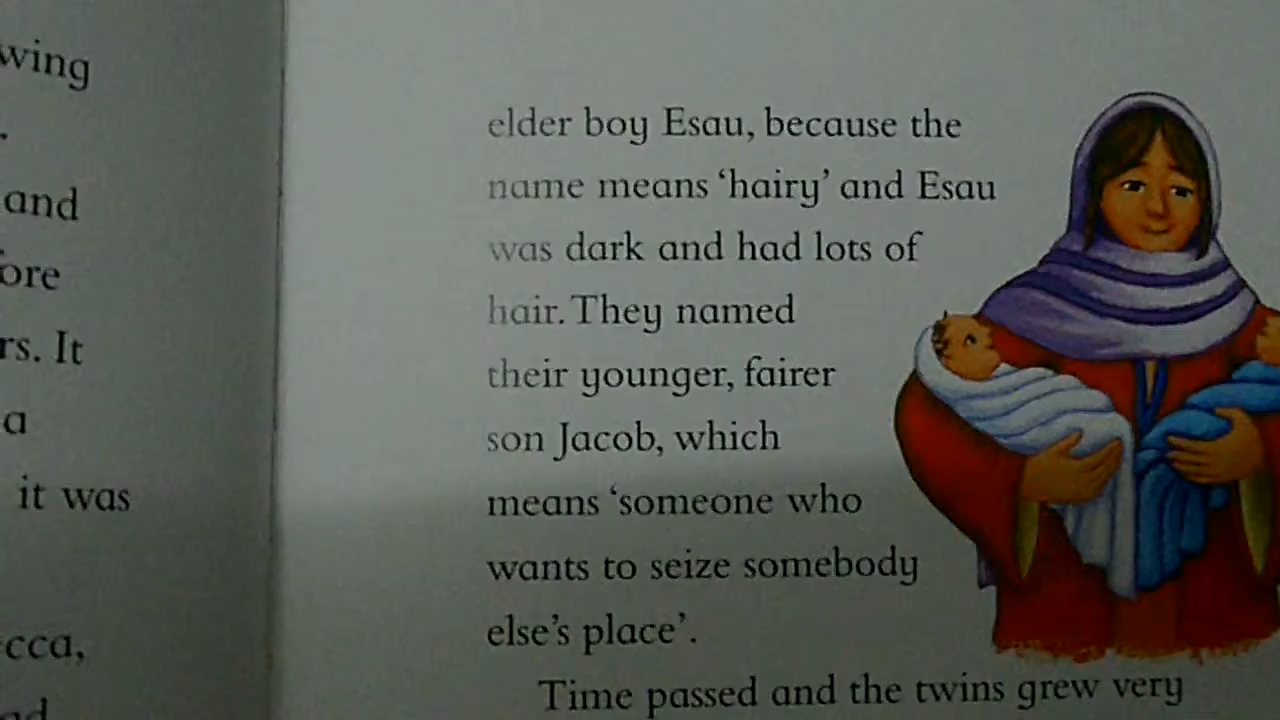 wing
.
and
ore
rs. It
a
it was
cca,
ad
elder boy Esau, because the
name means ‘hairy’ and Esau
was dark and had lots of
hair. They named
their younger, fairer
son Jacob, which
means ‘someone who
wants to seize somebody
else’s place’.
Time passed and the twins grew very